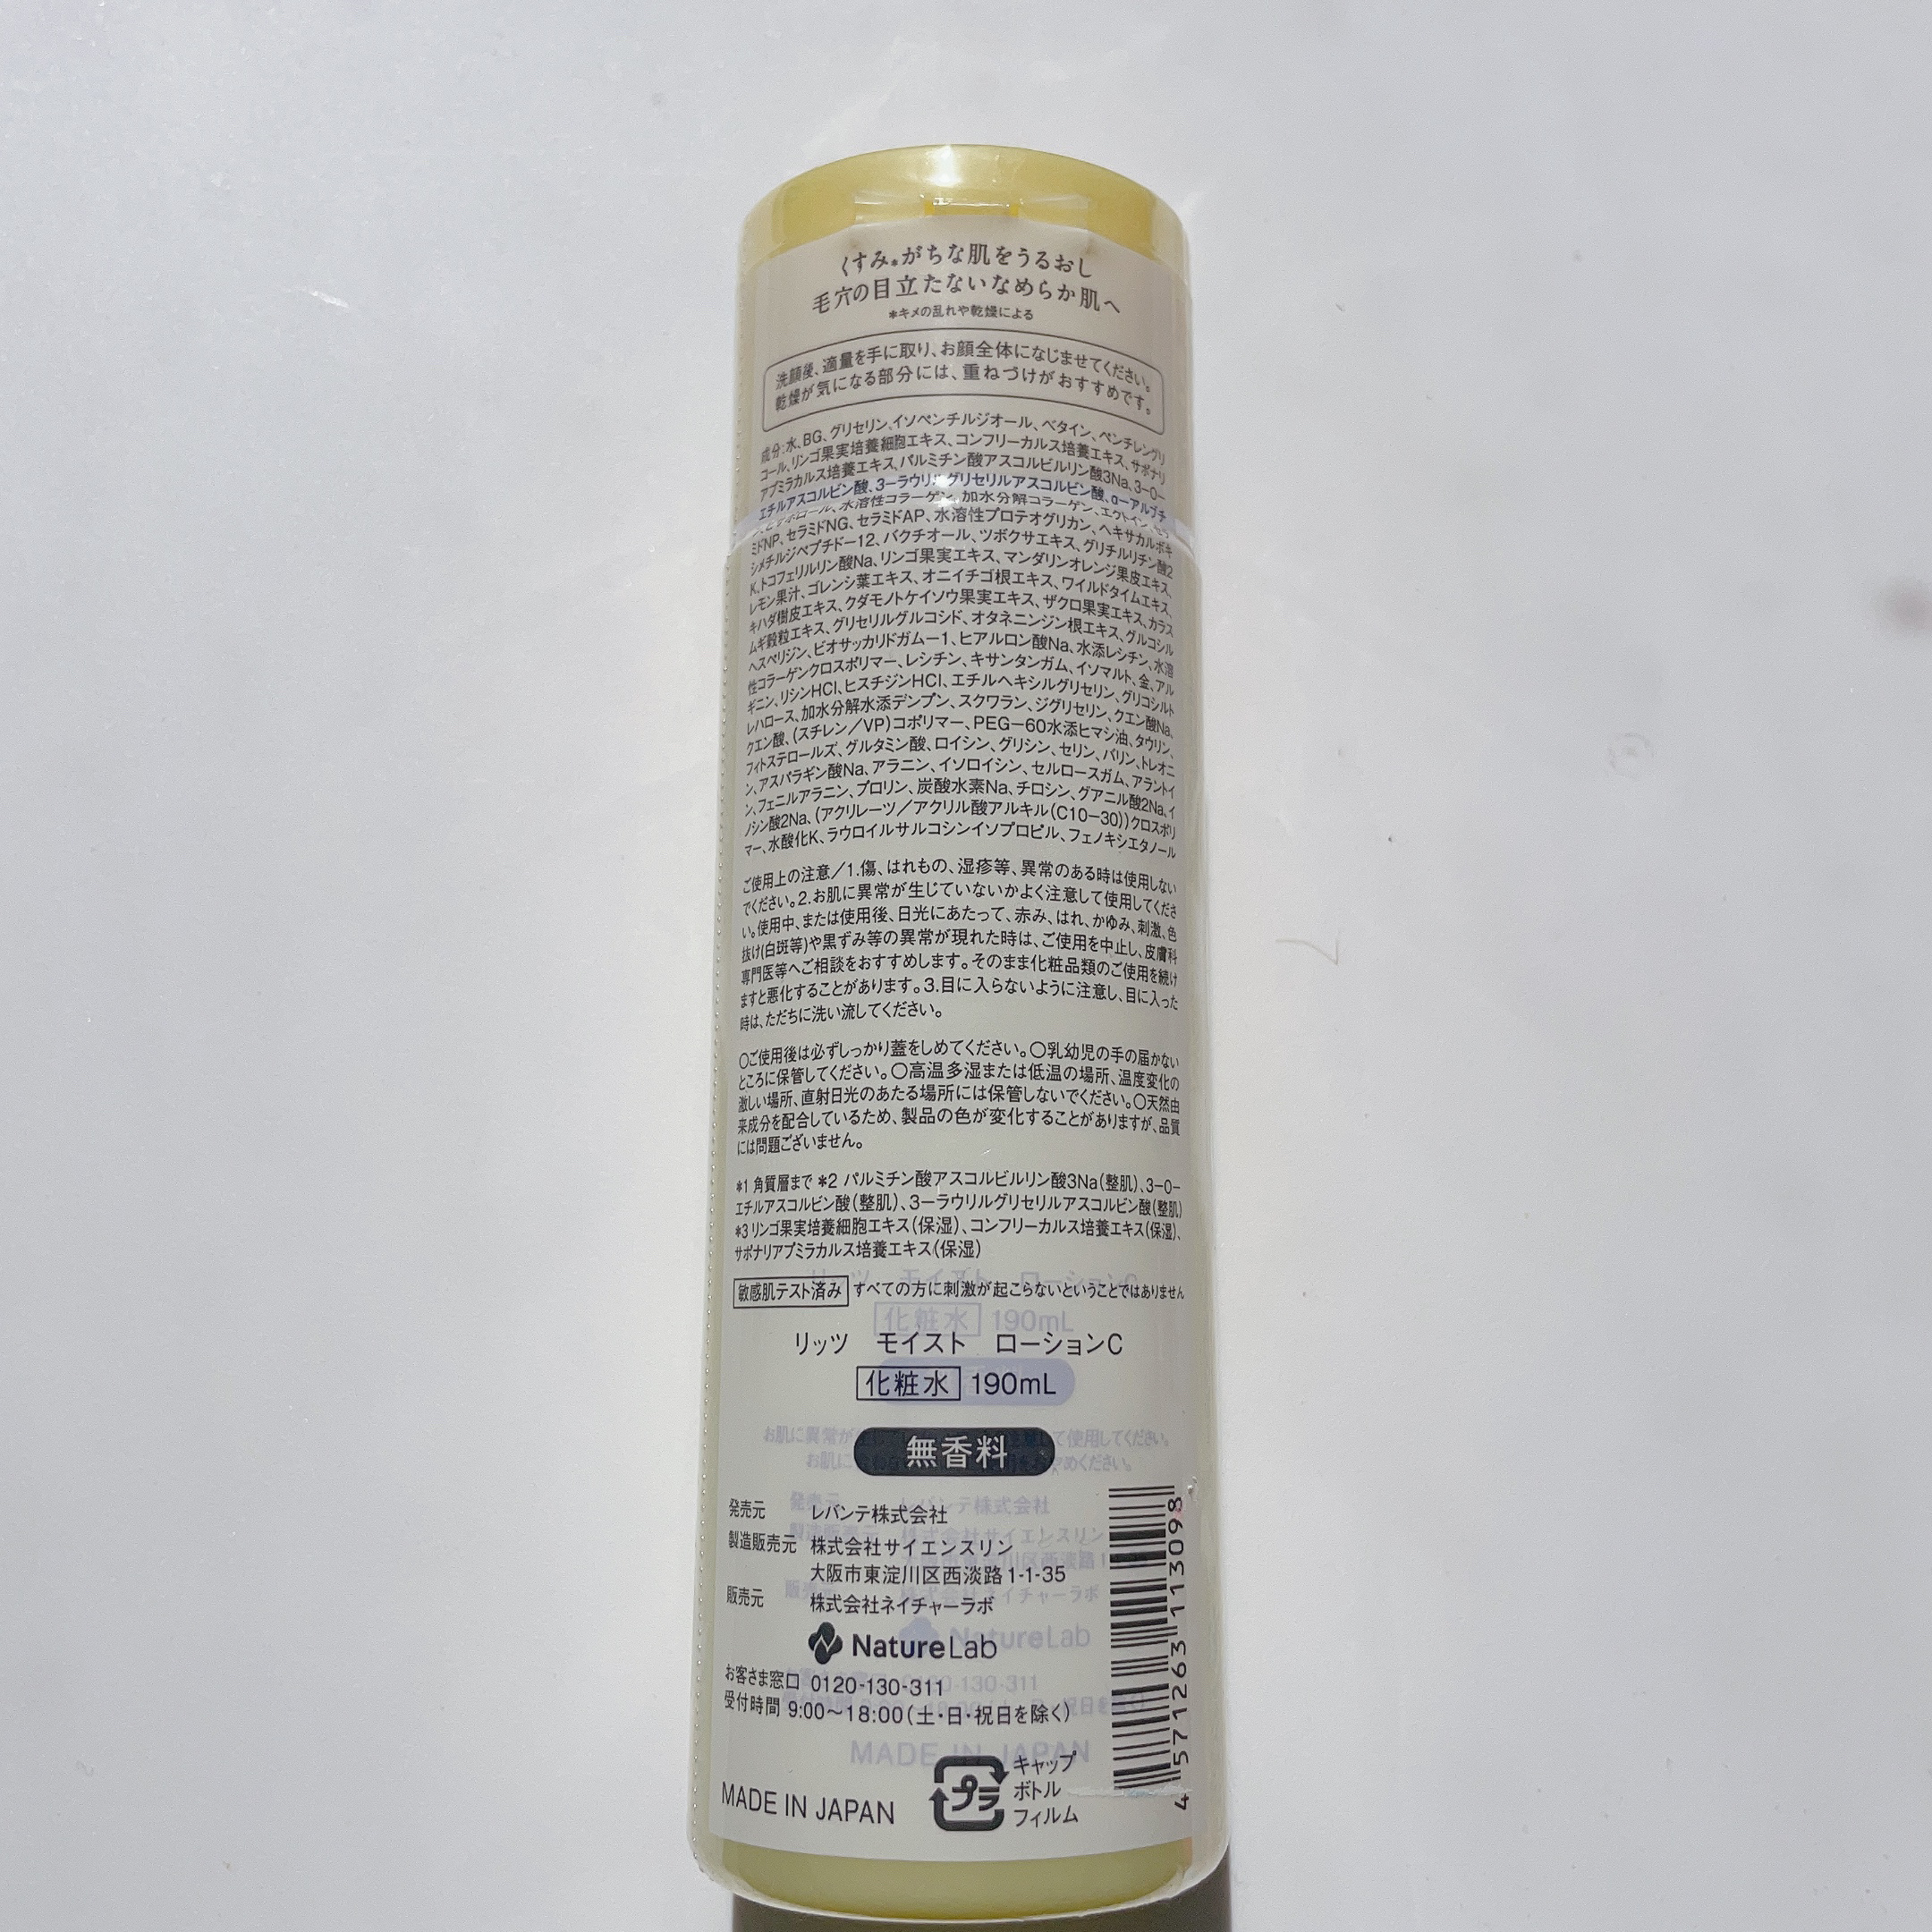 くすみ*がちな肌をうるおし
毛穴の目立たないなめらか肌へ
*キメの乱れや乾燥による
洗顔後、適量を手に取り、お顔全体になじませてください。
乾燥が気になる部分には、重ねづけがおすすめです。
成分:水、BG、グリセリン、イソペンチルジオール、ベタイン、ペンチレングリ
コール、リンゴ果実培養細胞エキス、コンフリーカルス培養エキス、サポナリ
アプミラカルス培養エキス、パルミチン酸アスコルビルリン酸3Na、3-O-
エチルアスコルビン酸、3-ラウリルグリセリルアスコルビン酸、α-アルブチ
水溶性コラーゲン、加水分解コラーゲン、エクトイン、セラ
ミドNP、セラミドNG、セラミドAP、水溶性プロテオグリカン、ヘキサカルボキ
シメチルジペプチド-12、バクチオール、ツボクサエキス、グリチルリチン酸2
K、トコフェリルリン酸Na、リンゴ果実エキス、マンダリンオレンジ果皮エキス、
レモン果汁、ゴレンシ葉エキス、オニイチゴ根エキス、ワイルドタイムエキス、
キハダ樹皮エキス、クダモノトケイソウ果実エキス、ザクロ果実エキス、カラス
ムギ穀粒エキス、グリセリルグルコシド、オタネニンジン根エキス、グルコシル
ヘスペリジン、ビオサッカリドガム-1、ヒアルロン酸Na、水添レシチン、水溶
性コラーゲンクロスポリマー、レシチン、キサンタンガム、イソマルト、金、アル
ギニン、リシンHCl、ヒスチジンHCl、エチルヘキシルグリセリン、グリコシルト
レハロース、加水分解水添デンプン、スクワラン、ジグリセリン、クエン酸Na、
クエン酸、(スチレン/VP)コポリマー、PEG-60水添ヒマシ油、タウリン、
フィトステロールズ、グルタミン酸、ロイシン、グリシン、セリン、バリン、トレオニ
ン、アスパラギン酸Na、アラニン、イソロイシン、セルロースガム、アラントイ
ン、フェニルアラニン、プロリン、炭酸水素Na、チロシン、グアニル酸2Na、イ
ノシン酸2Na、(アクリレーツ/アクリル酸アルキル(C10-30))クロスポリ
マー、水酸化K、ラウロイルサルコシンイソプロピル、フェノキシエタノール
ご使用上の注意/1.傷、はれもの、湿疹等、異常のある時は使用しない
でください。2.お肌に異常が生じていないかよく注意して使用してくださ
い。使用中、または使用後、日光にあたって、赤み、はれ、かゆみ、刺激、色
抜け(白斑等)や黒ずみ等の異常が現れた時は、ご使用を中止し、皮膚科
専門医等へご相談をおすすめします。そのまま化粧品類のご使用を続け
ますと悪化することがあります。3.目に入らないように注意し、目に入った
時は、ただちに洗い流してください。
○ご使用後は必ずしっかり蓋をしめてください。○乳幼児の手の届かない
ところに保管してください。○高温多湿または低温の場所、温度変化の
激しい場所、直射日光のあたる場所には保管しないでください。○天然由
来成分を配合しているため、製品の色が変化することがありますが、品質
には問題ございません。
*1 角質層まで *2 パルミチン酸アスコルビルリン酸3Na(整肌)、3-O-
エチルアスコルビン酸(整肌)、3-ラウリルグリセリルアスコルビン酸(整肌)
*3 リンゴ果実培養細胞エキス(保湿)、コンフリーカルス培養エキス(保湿)、
サポナリアプミラカルス培養エキス(保湿)
敏感肌テスト済み すべての方に刺激が起こらないということではありません
リッツ モイスト ローションC
化粧水 190mL
無香料
発売元 レバンテ株式会社
製造販売元 株式会社サイエンスリン
大阪市東淀川区西淡路1-1-35
販売元 株式会社ネイチャーラボ
NatureLab
お客さま窓口 0120-130-311
受付時間 9:00~18:00(土・日・祝日を除く)
MADE IN JAPAN
プラ
キャップ
ボトル
フィルム
4 571263 113098